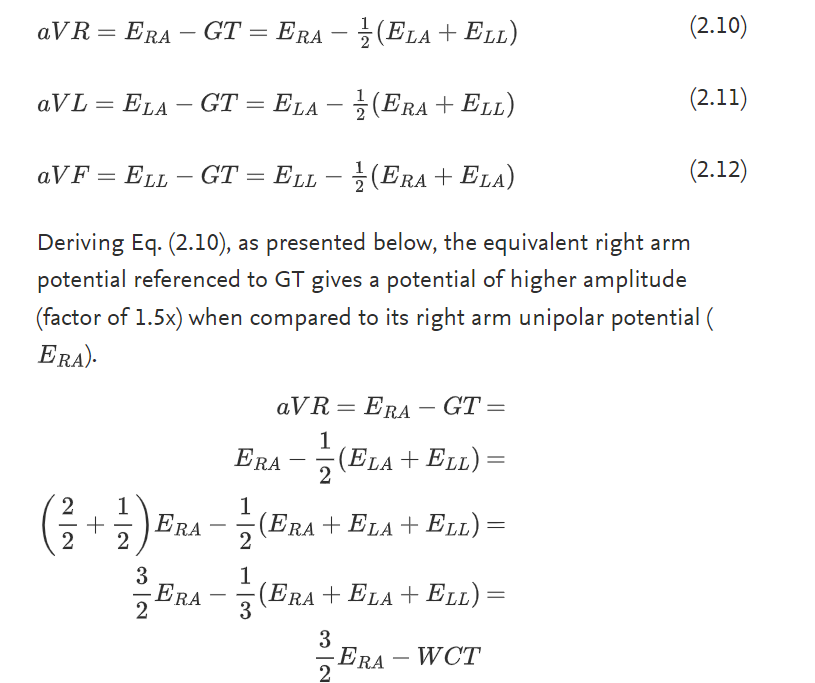 aVR = E_{RA} − GT = E_{RA} − \frac{1}{2}(E_{LA} + E_{LL}) (2.10)
aVL = E_{LA} − GT = E_{LA} − \frac{1}{2}(E_{RA} + E_{LL}) (2.11)
aVF = E_{LL} − GT = E_{LL} − \frac{1}{2}(E_{RA} + E_{LA}) (2.12)
Deriving Eq. (2.10), as presented below, the equivalent right arm
potential referenced to GT gives a potential of higher amplitude
(factor of 1.5x) when compared to its right arm unipolar potential (
E_{RA}).
aVR = E_{RA} − GT =
E_{RA} − \frac{1}{2}(E_{LA} + E_{LL}) =
\left(\frac{2}{2} + \frac{1}{2}\right)E_{RA} − \frac{1}{2}(E_{RA} + E_{LA} + E_{LL}) =
\frac{3}{2}E_{RA} − \frac{1}{3}(E_{RA} + E_{LA} + E_{LL}) =
\frac{3}{2}E_{RA} − WCT